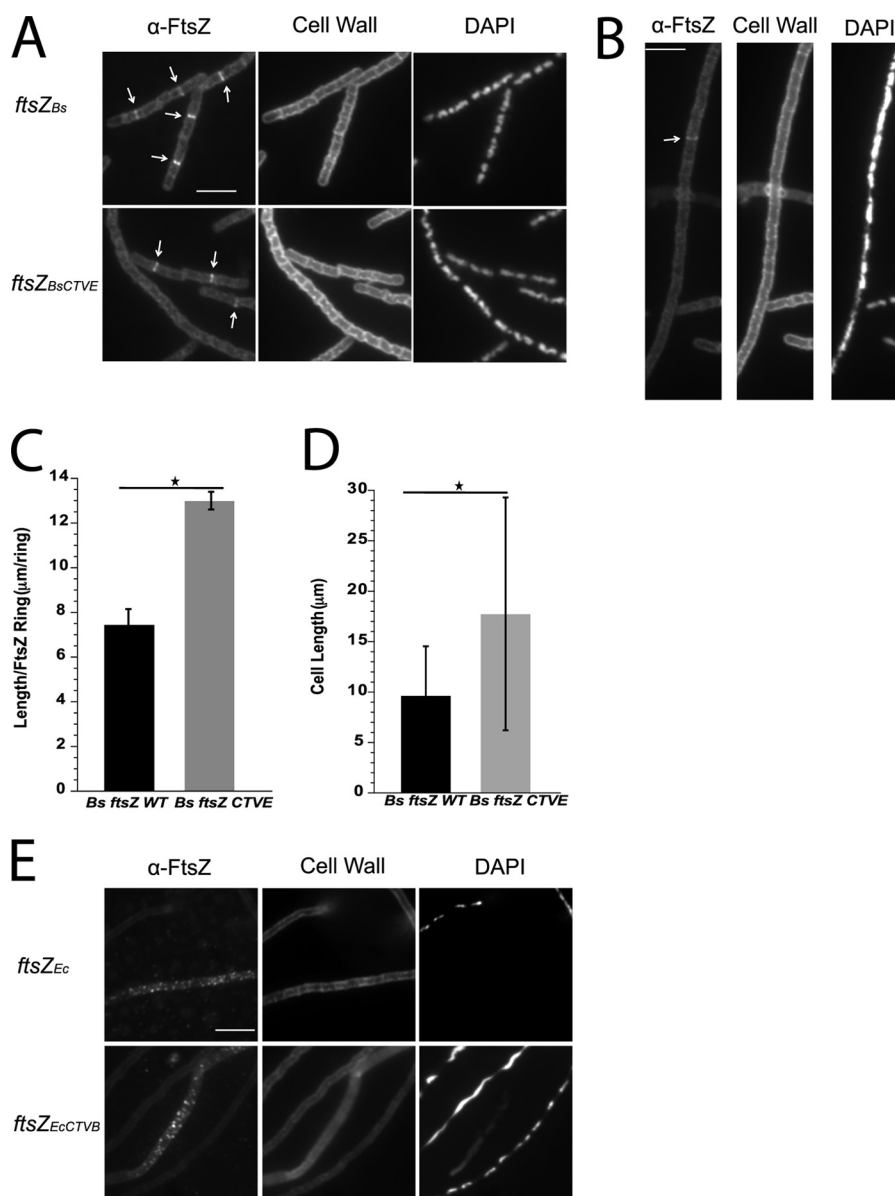 A
α-FtsZ
Cell Wall
DAPI
ftsZBs
ftsZBsCTVE
B
α-FtsZ
Cell Wall
DAPI
C
14
12
10
8
6
4
2
0
Length/FtsZ Ring(µm/ring)
Bs ftsZ WT
Bs ftsZ CTVE
D
30
25
20
15
10
5
0
Cell Length(µm)
Bs ftsZ WT
Bs ftsZ CTVE
E
α-FtsZ
Cell Wall
DAPI
ftsZEc
ftsZEcCTVB